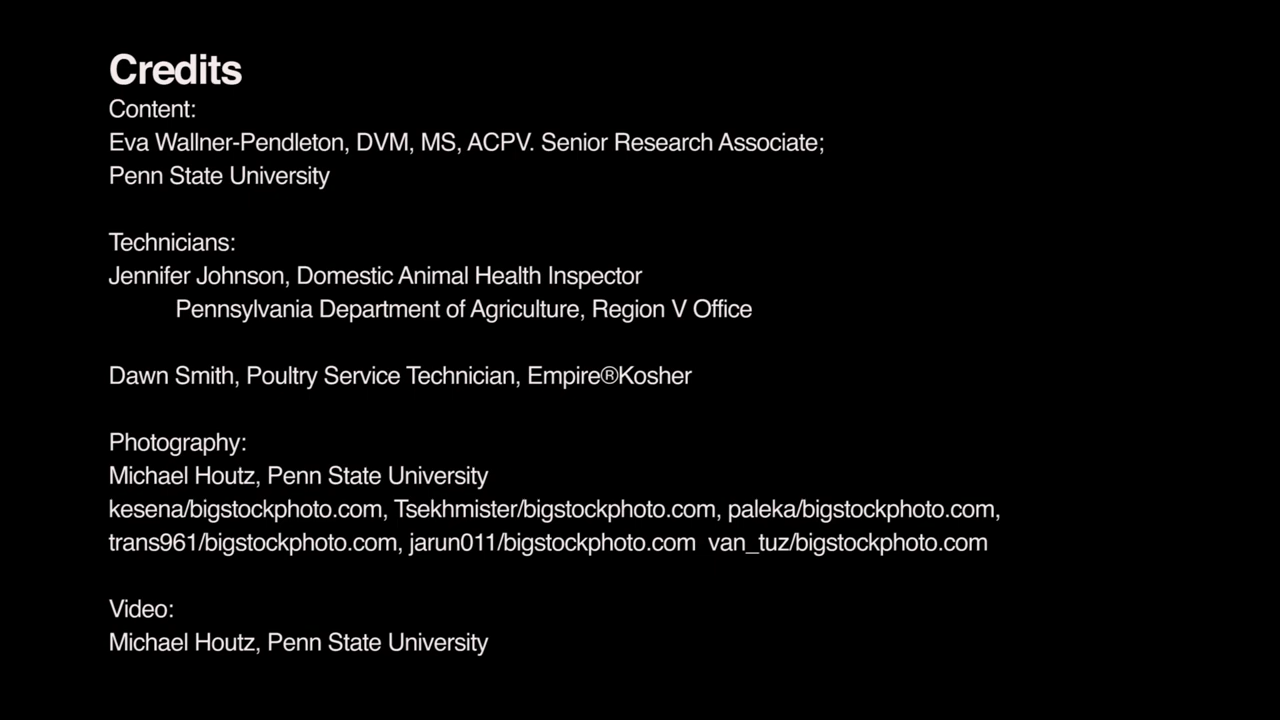 Credits
Content:
Eva Wallner-Pendleton, DVM, MS, ACPV. Senior Research Associate;
Penn State University
Technicians:
Jennifer Johnson, Domestic Animal Health Inspector
Pennsylvania Department of Agriculture, Region V Office
Dawn Smith, Poultry Service Technician, Empire®Kosher
Photography:
Michael Houtz, Penn State University
kesena/bigstockphoto.com, Tsekhmister/bigstockphoto.com, paleka/bigstockphoto.com,
trans961/bigstockphoto.com, jarun011/bigstockphoto.com  van_tuz/bigstockphoto.com
Video:
Michael Houtz, Penn State University